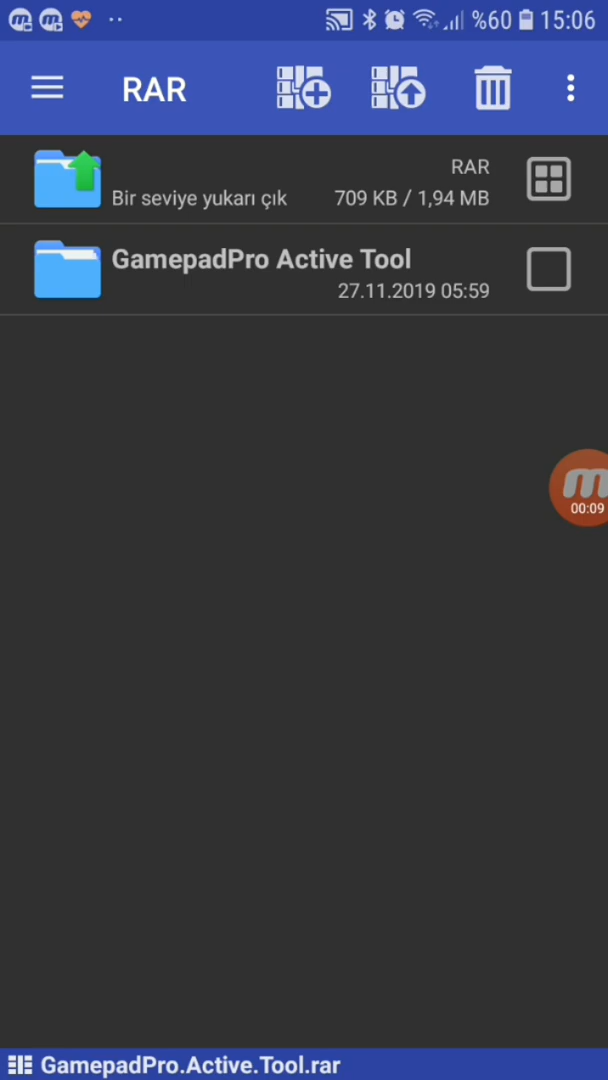 %60 15:06
RAR
RAR
Bir seviye yukarı çık 709 KB / 1,94 MB
GamepadPro Active Tool
27.11.2019 05:59
00:09
GamepadPro.Active.Tool.rar